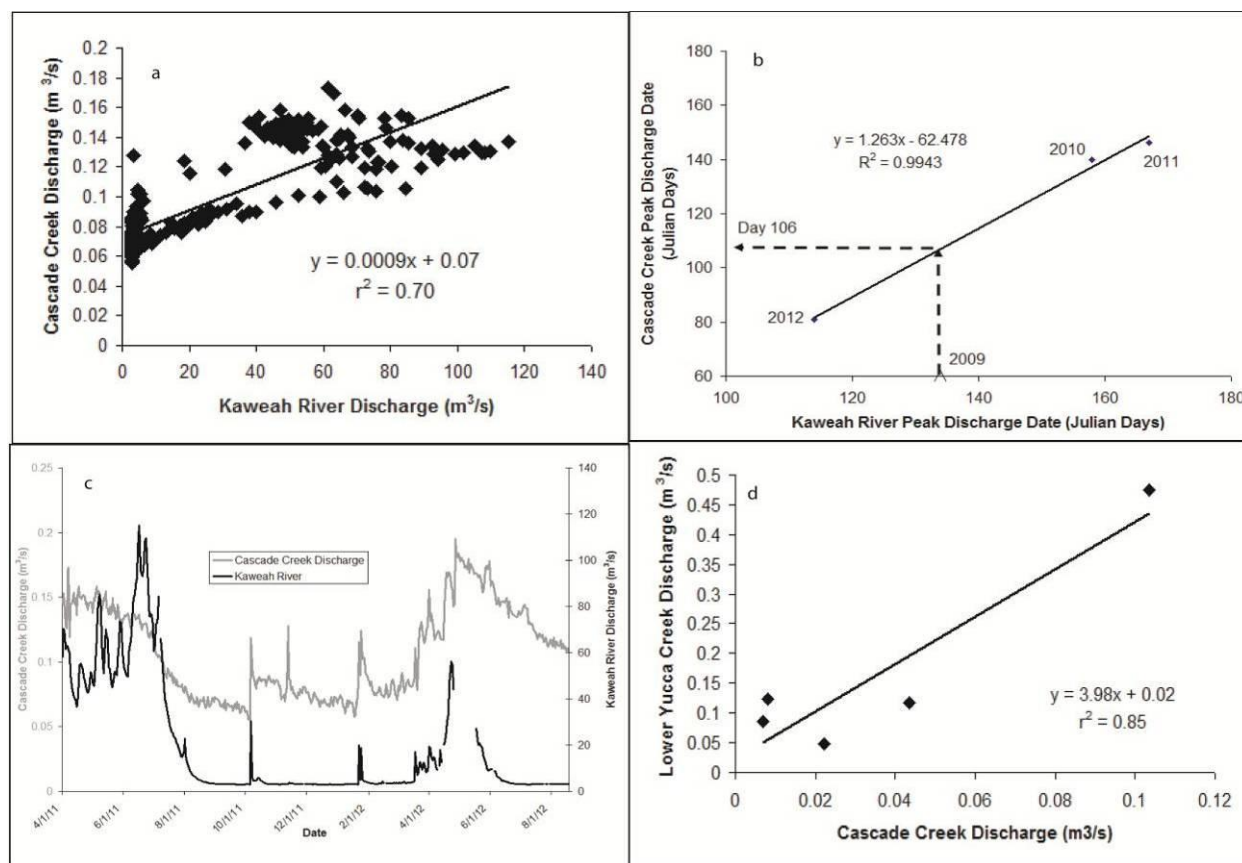 a
0.2
0.18
0.16
0.14
0.12
0.1
0.08
0.06
0.04
0.02
0
Cascade Creek Discharge (m³/s)
y = 0.0009x + 0.07
r² = 0.70
0 20 40 60 80 100 120 140
Kaweah River Discharge (m³/s)
b
180
160
140
120
100
80
60
Cascade Creek Peak Discharge Date
(Julian Days)
y = 1.263x - 62.478
R² = 0.9943
2010
2011
Day 106
2012
2009
100 120 140 160 180
Kaweah River Peak Discharge Date (Julian Days)
c
0.25
0.2
0.15
0.1
0.05
0
Cascade Creek Discharge (m³/s)
Cascade Creek Discharge
Kaweah River
140
120
100
80
60
40
20
0
Kaweah River Discharge (m³/s)
4/1/11 6/1/11 8/1/11 10/1/11 12/1/11 2/1/12 4/1/12 6/1/12 8/1/12
Date
d
0.5
0.45
0.4
0.35
0.3
0.25
0.2
0.15
0.1
0.05
0
Lower Yucca Creek Discharge (m³/s)
y = 3.98x + 0.02
r² = 0.85
0 0.02 0.04 0.06 0.08 0.1 0.12
Cascade Creek Discharge (m3/s)